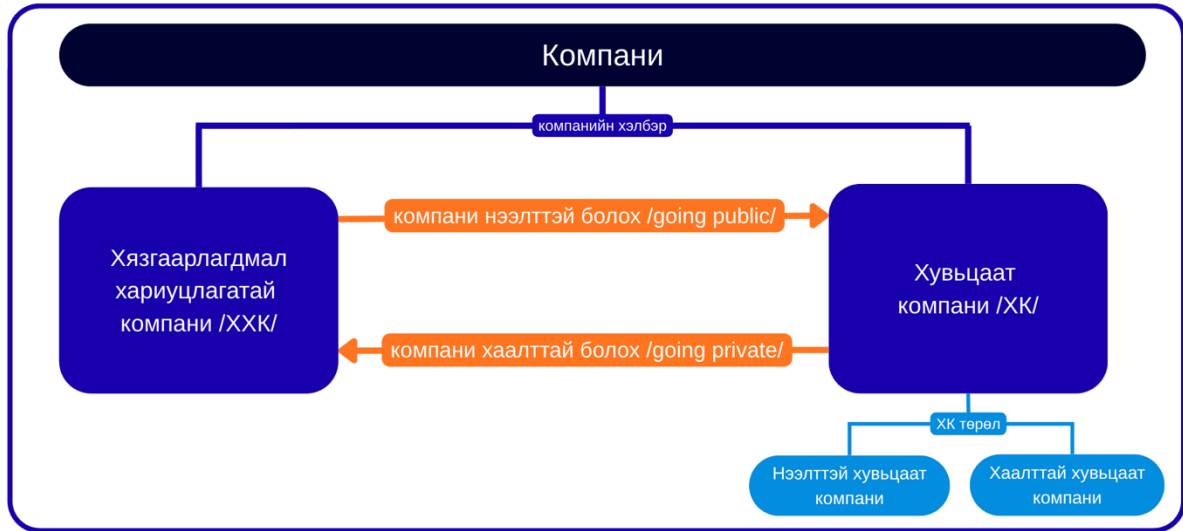 Компани
компанийн хэлбэр
Хязгаарлагдмал
хариуцлагатай
компани /ХХК/
компани нээлттэй болох /going public/
компани хаалттай болох /going private/
Хувьцаат
компани /ХК/
ХК төрөл
Нээлттэй хувьцаат
компани
Хаалттай хувьцаат
компани